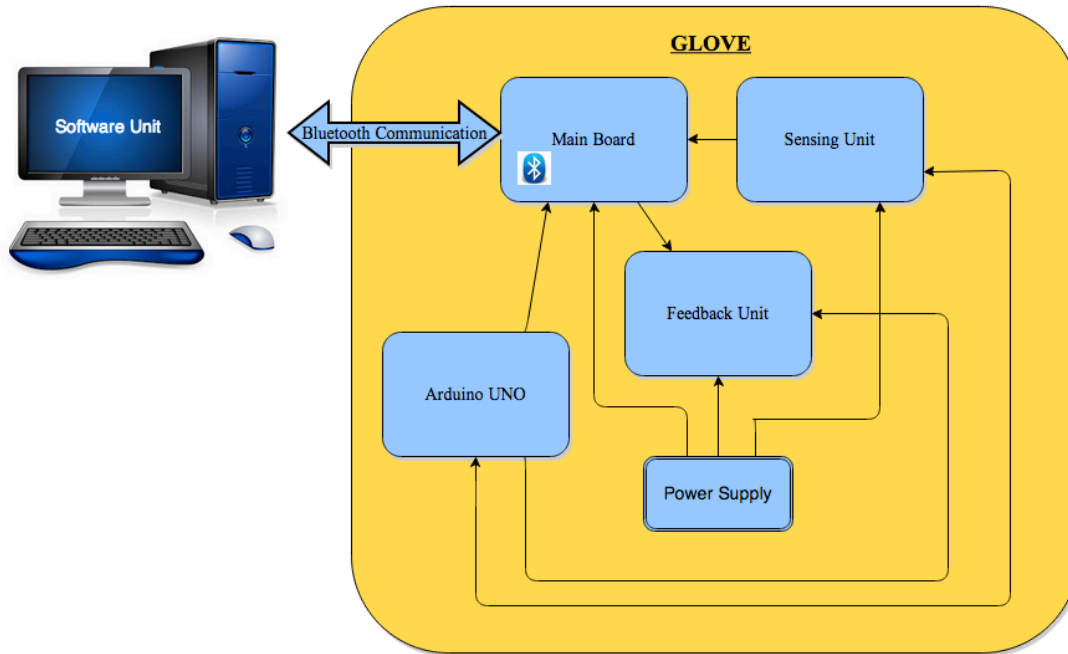 GLOVE
Software Unit
Bluetooth Communication
Main Board
Sensing Unit
Feedback Unit
Arduino UNO
Power Supply